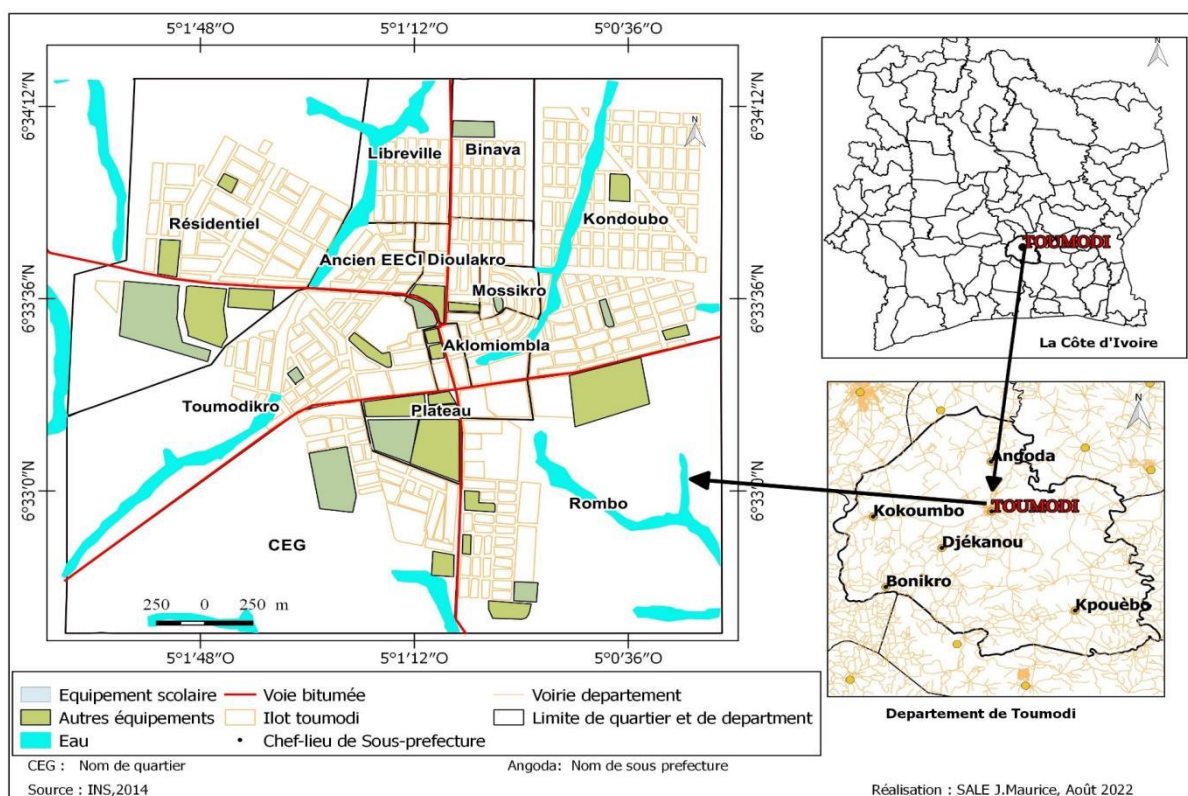 5°1'48"O 5°1'12"O 5°0'36"O
6°34'12"N
6°33'36"N
6°33'0"N
Libreville
Binava
Résidentiel
Kondoubo
Ancien EECI Dioulakro
Mossikro
Aklomiombla
Toumodikro
Plateau
Rombo
CEG
250 0 250 m
6°34'12"N
6°33'36"N
6°33'0"N
5°1'48"O 5°1'12"O 5°0'36"O
N
N
TOUMODI
La Côte d'Ivoire
N
Angoda
TOUMODI
Kokoumbo
Djékanou
Bonikro
Kpouèbo
Departement de Toumodi
Equipement scolaire
Autres équipements
Eau
Voie bitumée
Ilot toumodi
Chef-lieu de Sous-prefecture
Voirie departement
Limite de quartier et de department
CEG : Nom de quartier
Angoda: Nom de sous prefecture
Source : INS,2014
Réalisation : SALE J.Maurice, Août 2022